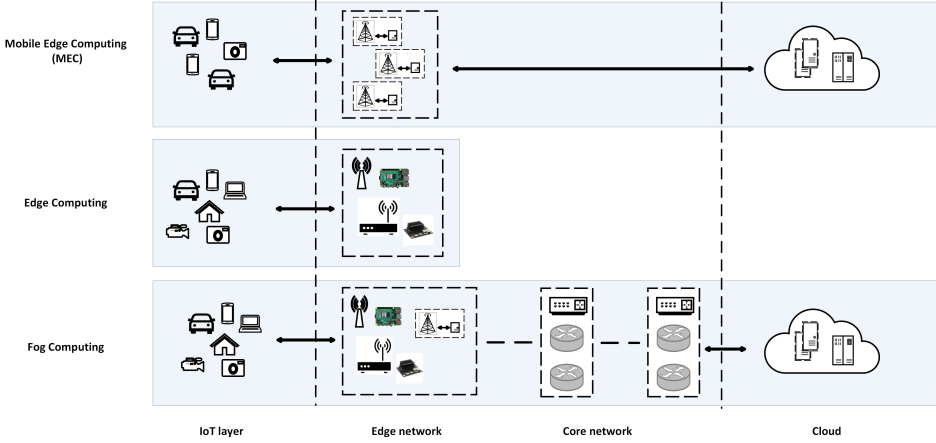 Mobile Edge Computing
(MEC)
Edge Computing
Fog Computing
IoT layer
Edge network
Core network
Cloud